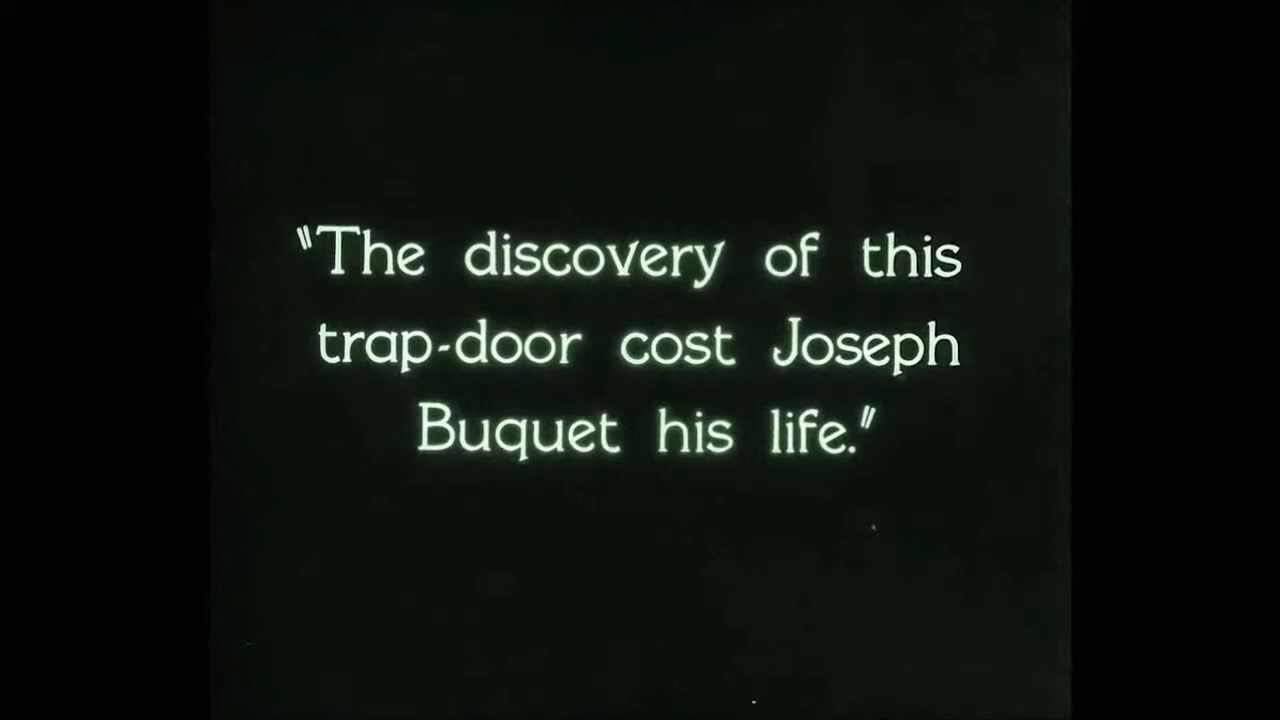 "The discovery of this
trap-door cost Joseph
Buquet his life."